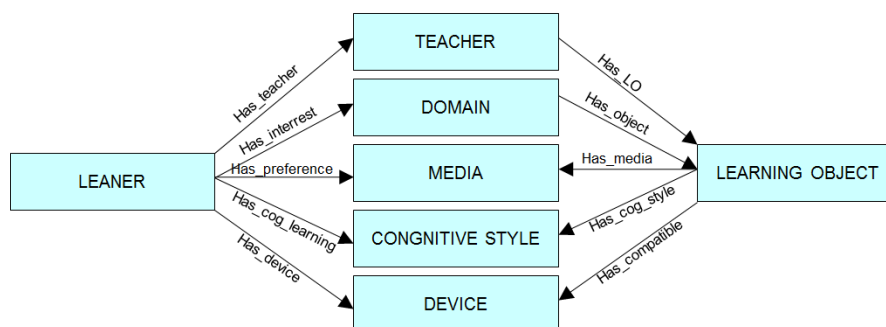 TEACHER
Has_teacher
Has_LO
DOMAIN
Has_interrest
Has_object
LEANER
Has_preference
MEDIA
Has_media
LEARNING OBJECT
Has_cog_learning
CONGNITIVE STYLE
Has_cog_style
Has_device
DEVICE
Has_compatible